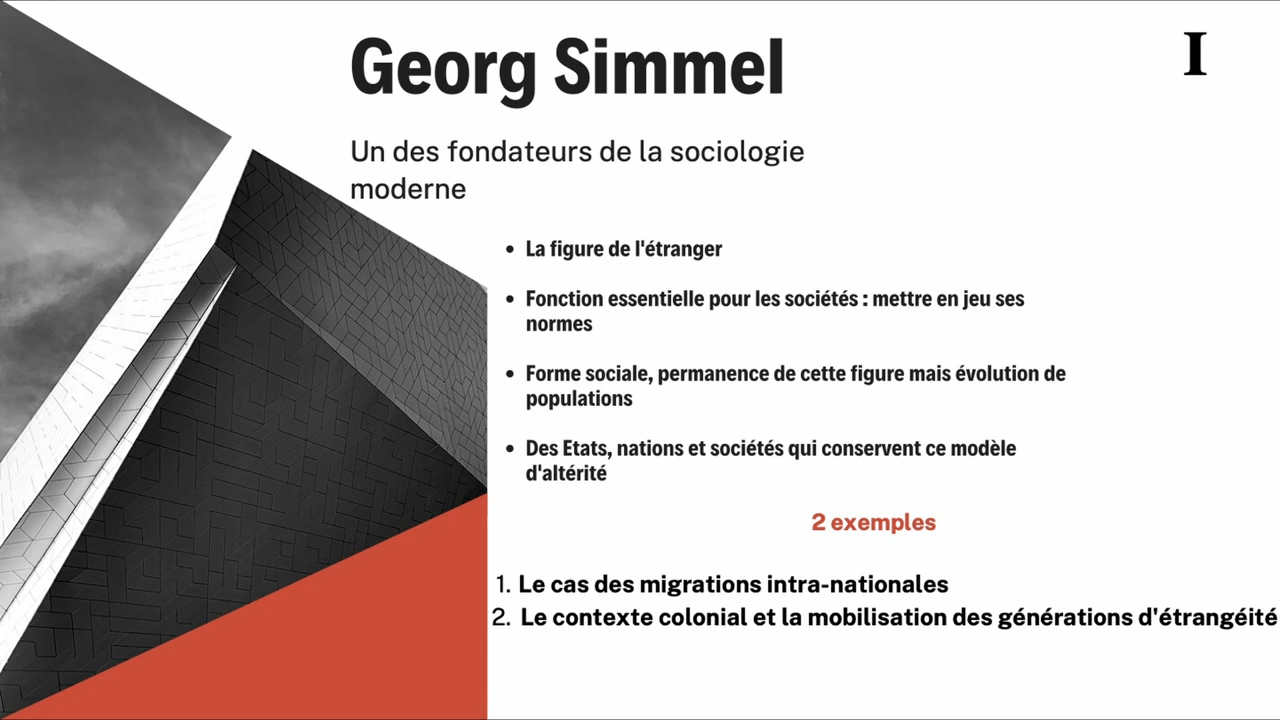 Georg Simmel
I
Un des fondateurs de la sociologie
moderne
• La figure de l'étranger
• Fonction essentielle pour les sociétés : mettre en jeu ses
normes
• Forme sociale, permanence de cette figure mais évolution de
populations
• Des Etats, nations et sociétés qui conservent ce modèle
d'altérité
2 exemples
1. Le cas des migrations intra-nationales
2. Le contexte colonial et la mobilisation des générations d'étrangéité